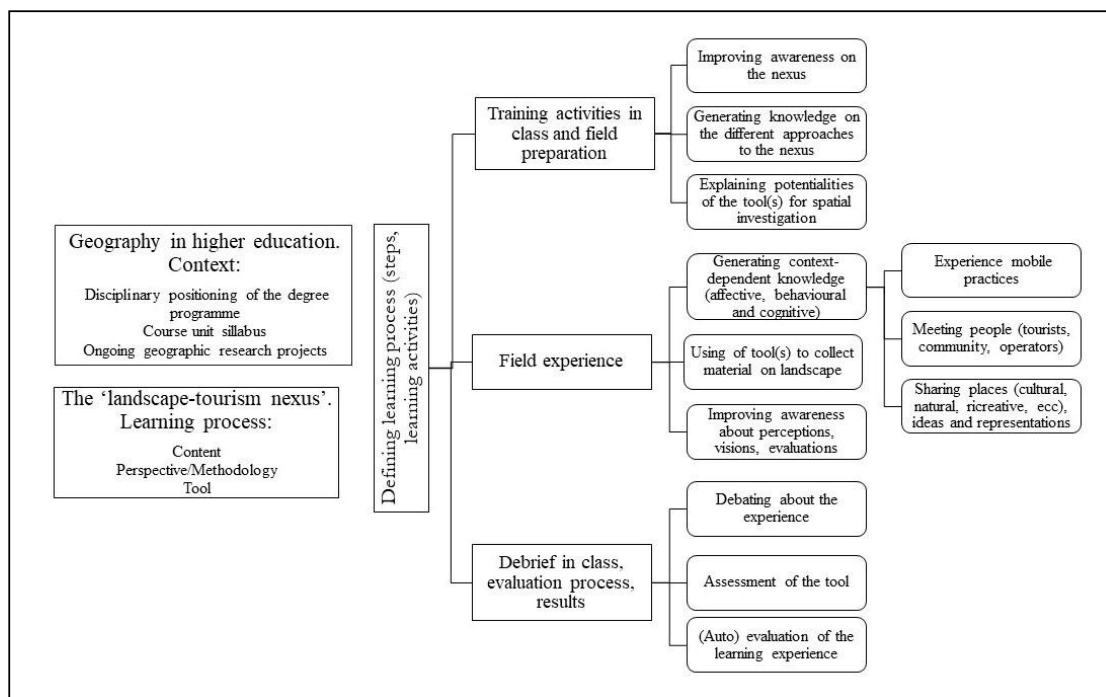 Geography in higher education.
Context:
Disciplinary positioning of the degree
programme
Course unit sillabus
Ongoing geographic research projects
The ‘landscape-tourism nexus’.
Learning process:
Content
Perspective/Methodology
Tool
Defining learning process (steps,
learning activities)
Training activities in
class and field
preparation
Improving awareness on
the nexus
Generating knowledge on
the different approaches
to the nexus
Explaining potentialities
of the tool(s) for spatial
investigation
Field experience
Generating context-
dependent knowledge
(affective, behavioural
and cognitive)
Experience mobile
practices
Meeting people (tourists,
community, operators)
Sharing places (cultural,
natural, ricreative, ecc),
ideas and representations
Using of tool(s) to collect
material on landscape
Improving awareness
about perceptions,
visions, evaluations
Debrief in class,
evaluation process,
results
Debating about the
experience
Assessment of the tool
(Auto) evaluation of the
learning experience